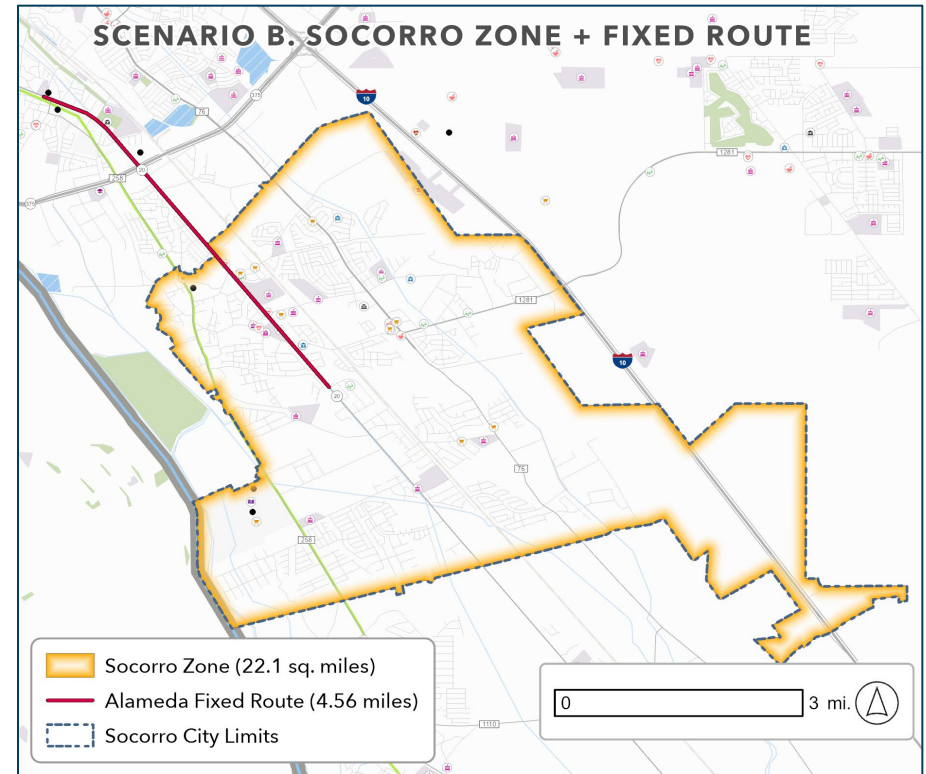 SCENARIO B. SOCORRO ZONE + FIXED ROUTE
375
10
76
1281
20
258
375
1281
10
20
76
258
Socorro Zone (22.1 sq. miles)
Alameda Fixed Route (4.56 miles)
Socorro City Limits
0 3 mi.
1110